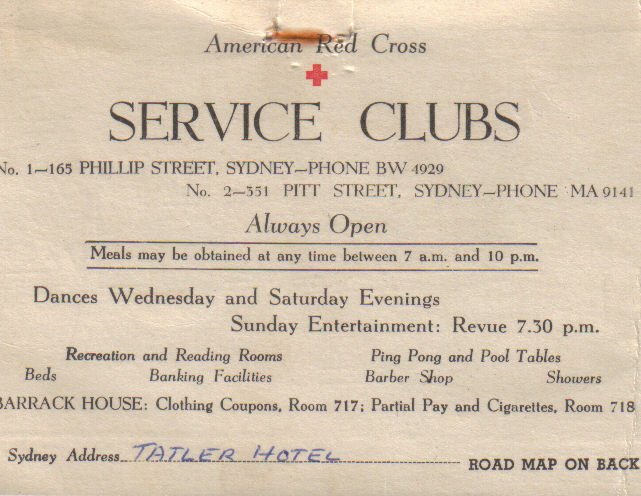 American Red Cross
SERVICE CLUBS
No. 1—165 PHILLIP STREET, SYDNEY—PHONE BW 4929
No. 2—351 PITT STREET, SYDNEY—PHONE MA 9141
Always Open
Meals may be obtained at any time between 7 a.m. and 10 p.m.
Dances Wednesday and Saturday Evenings
Sunday Entertainment: Revue 7.30 p.m.
Recreation and Reading Rooms Ping Pong and Pool Tables
Beds Banking Facilities Barber Shop Showers
BARRACK HOUSE: Clothing Coupons, Room 717; Partial Pay and Cigarettes, Room 718
Sydney Address TATLER HOTEL ROAD MAP ON BACK